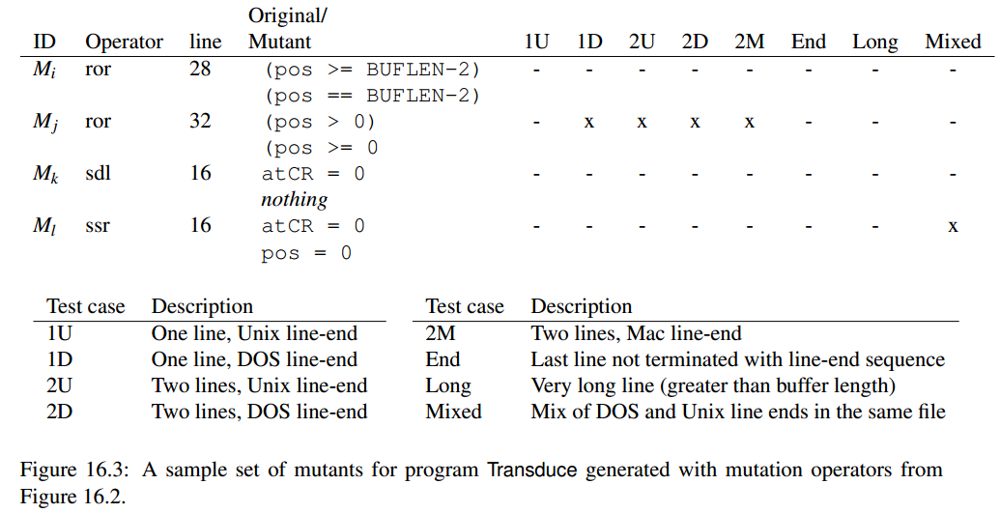 Original/
ID Operator line Mutant 1U 1D 2U 2D 2M End Long Mixed
Mi ror 28 (pos >= BUFLEN-2) - - - - - - - -
(pos == BUFLEN-2)
Mj ror 32 (pos > 0) - x x x x - - -
(pos >= 0
Mk sdl 16 atCR = 0 - - - - - - - -
nothing
Ml ssr 16 atCR = 0 - - - - - - - x
pos = 0
Test case Description Test case Description
1U One line, Unix line-end 2M Two lines, Mac line-end
1D One line, DOS line-end End Last line not terminated with line-end sequence
2U Two lines, Unix line-end Long Very long line (greater than buffer length)
2D Two lines, DOS line-end Mixed Mix of DOS and Unix line ends in the same file
Figure 16.3: A sample set of mutants for program Transduce generated with mutation operators from
Figure 16.2.